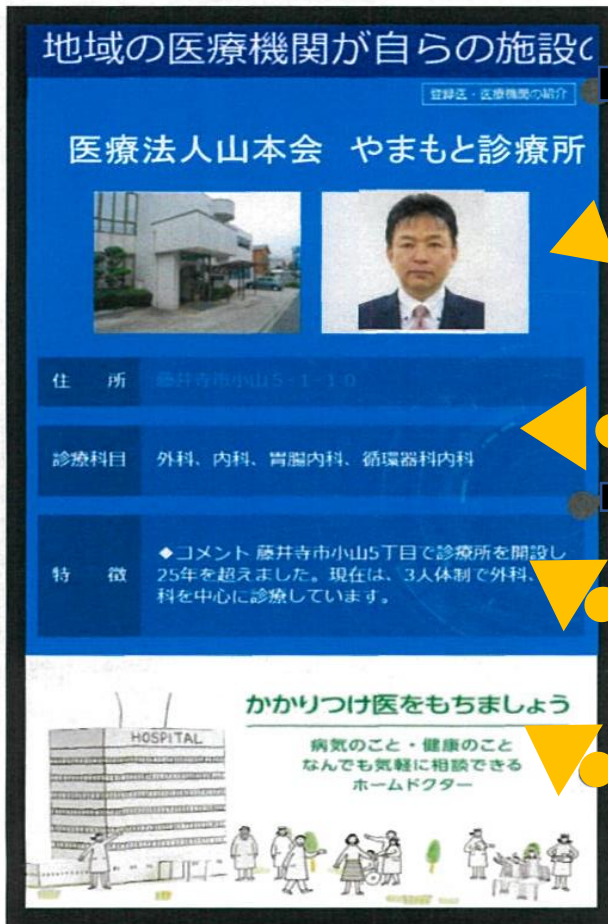 地域の医療機関が自らの施設
登録医・医療機関の紹介
医療法人山本会 やまもと診療所
住 所 藤井寺市小山5-1-10
診療科目 外科、内科、胃腸内科、循環器科内科
特 徴 ◆コメント 藤井寺市小山5丁目で診療所を開設し
25年を超えました。現在は、3人体制で外科、
科を中心に診療しています。
かかりつけ医をもちましょう
病気のこと・健康のこと
なんでも気軽に相談できる
ホームドクター
HOSPITAL